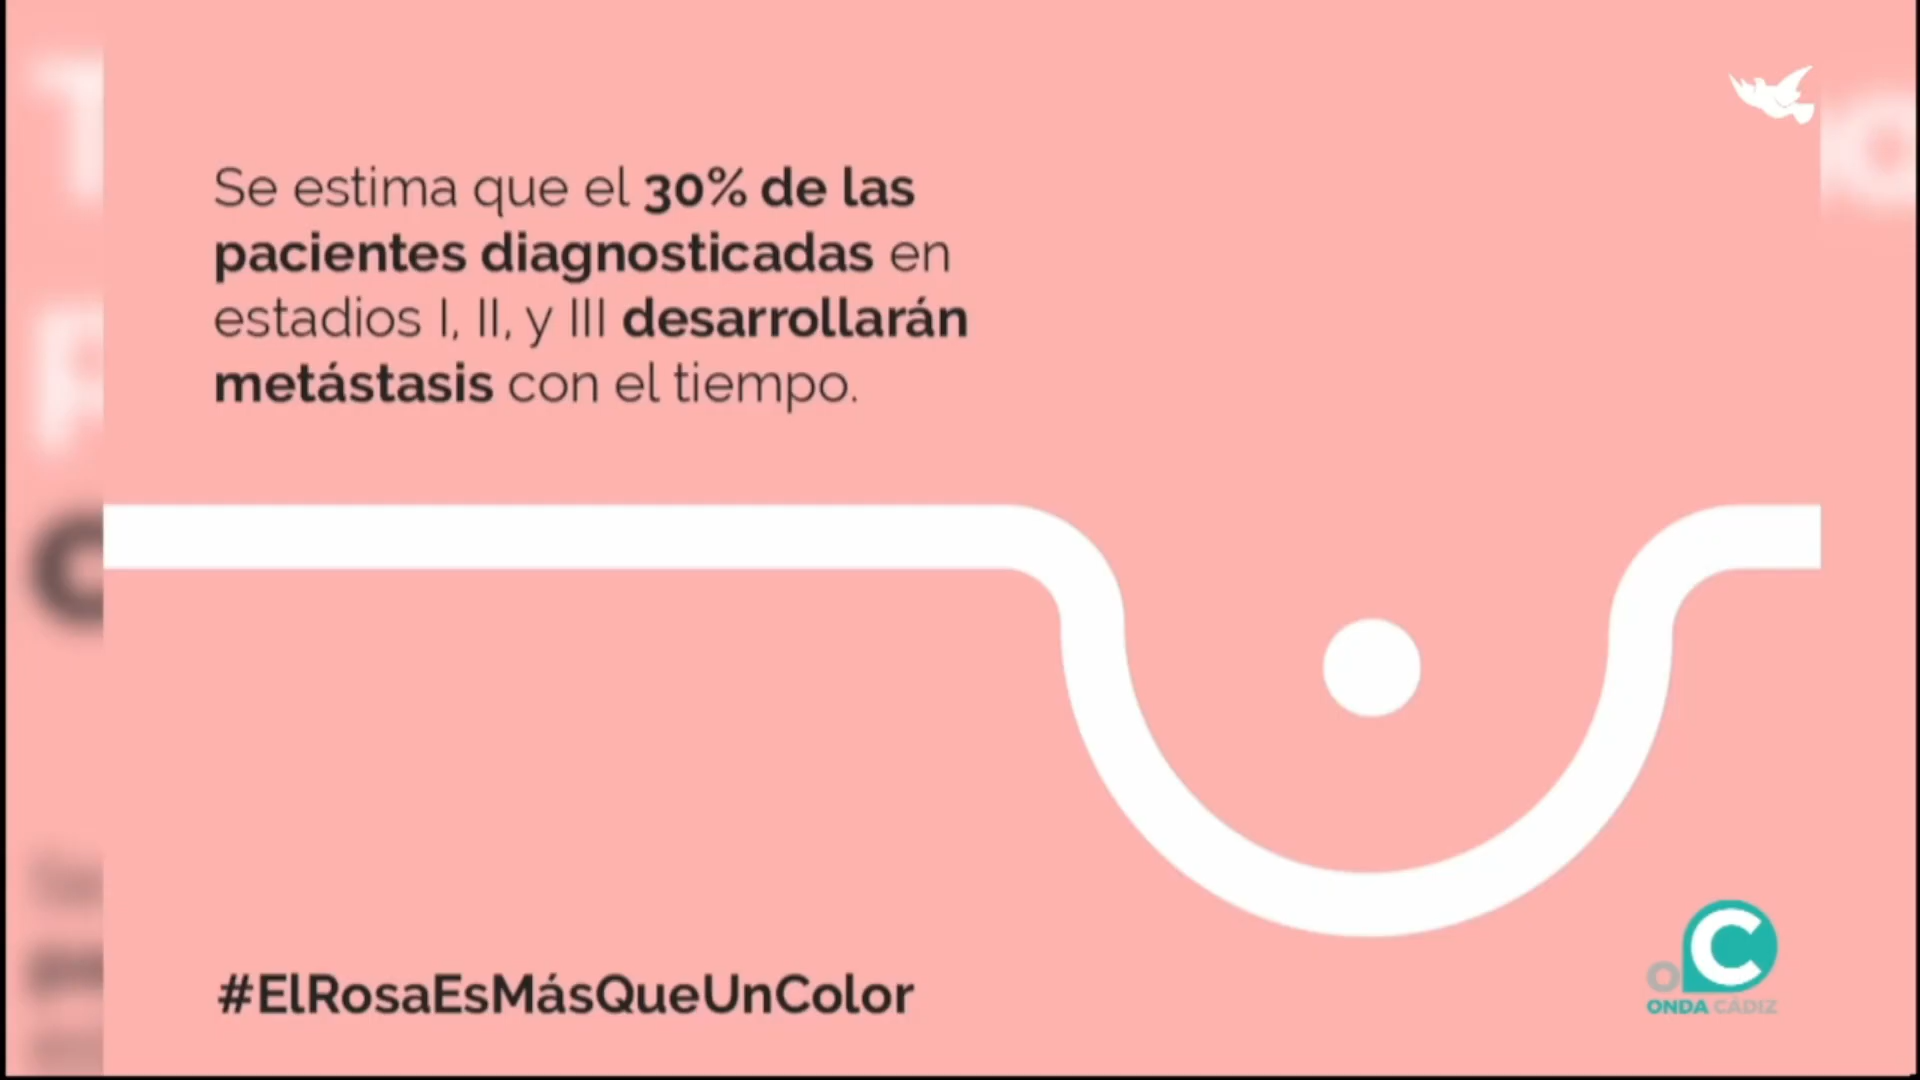 Se estima que el 30% de las
pacientes diagnosticadas en
estadios I, II, y III desarrollarán
metástasis con el tiempo.
#ElRosaEsMásQueUnColor
OC
ONDA CÁDIZ